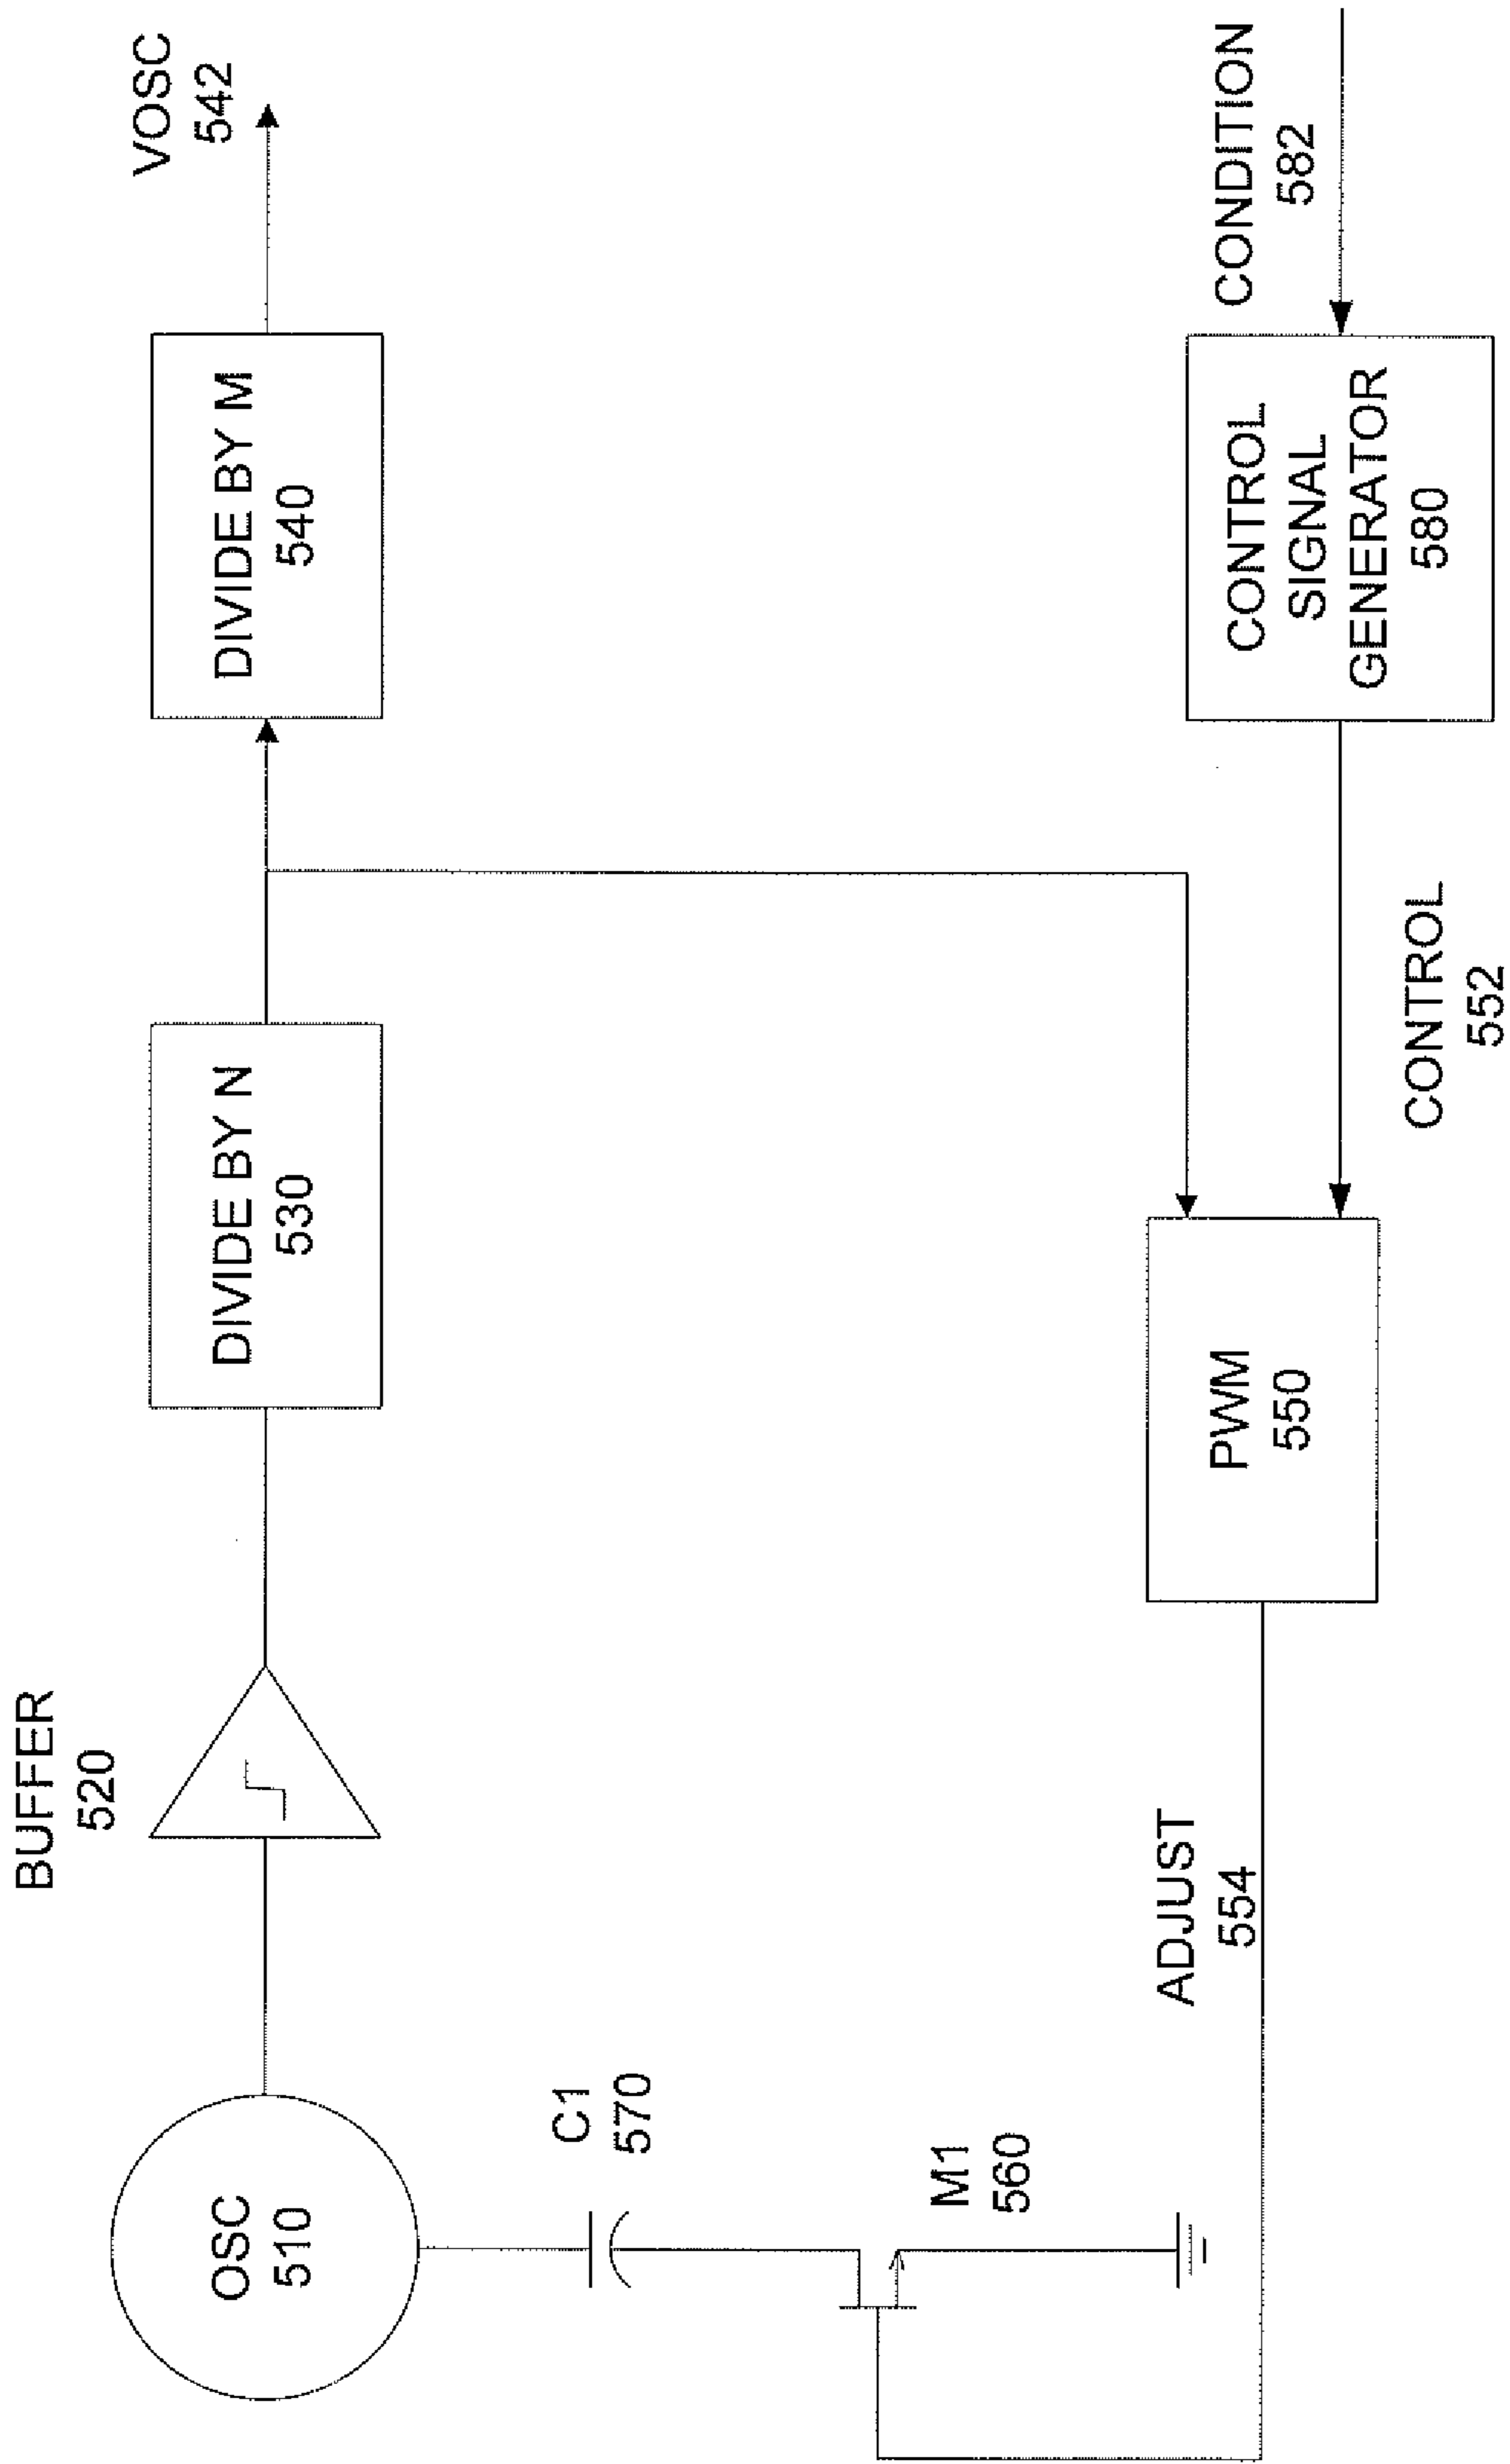 BUFFER
520
VOSC
542
OSC
510
DIVIDE BY N
530
DIVIDE BY M
540
C1
570
M1
560
ADJUST
554
PWM
550
CONTROL
552
CONTROL
SIGNAL
GENERATOR
580
CONDITION
582